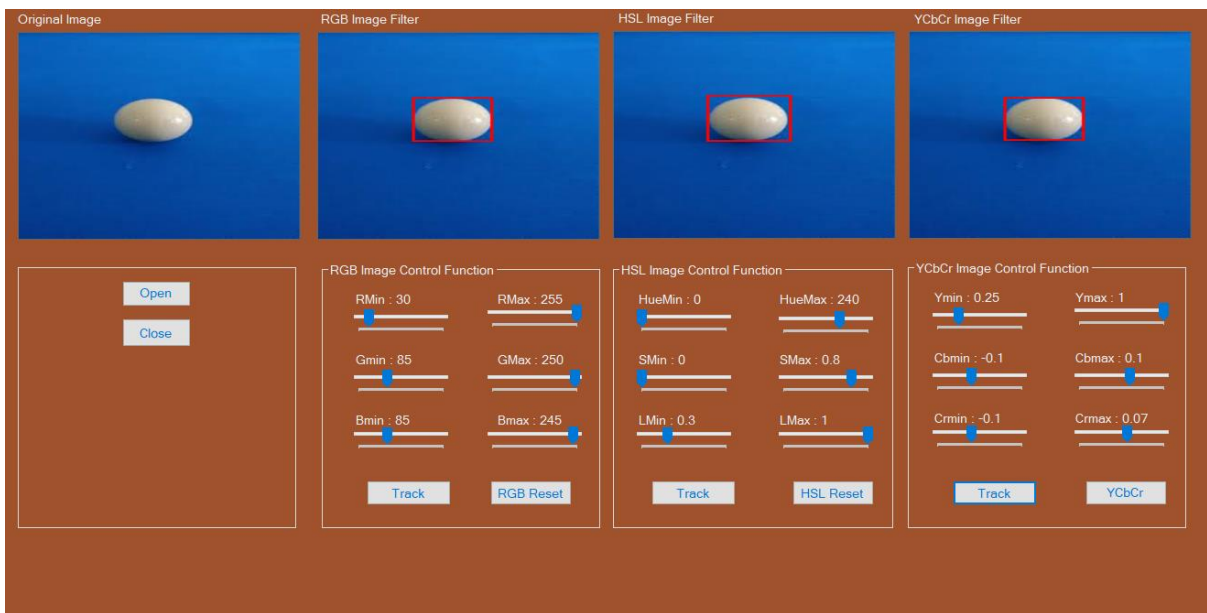 Original Image
RGB Image Filter
HSL Image Filter
YCbCr Image Filter
Open
Close
RGB Image Control Function
RMin : 30
RMax : 255
Gmin : 85
GMax : 250
Bmin : 85
Bmax : 245
Track
RGB Reset
HSL Image Control Function
HueMin : 0
HueMax : 240
SMin : 0
SMax : 0.8
LMin : 0.3
LMax : 1
Track
HSL Reset
YCbCr Image Control Function
Ymin : 0.25
Ymax : 1
Cbmin : -0.1
Cbmax : 0.1
Crmin : -0.1
Crmax : 0.07
Track
YCbCr